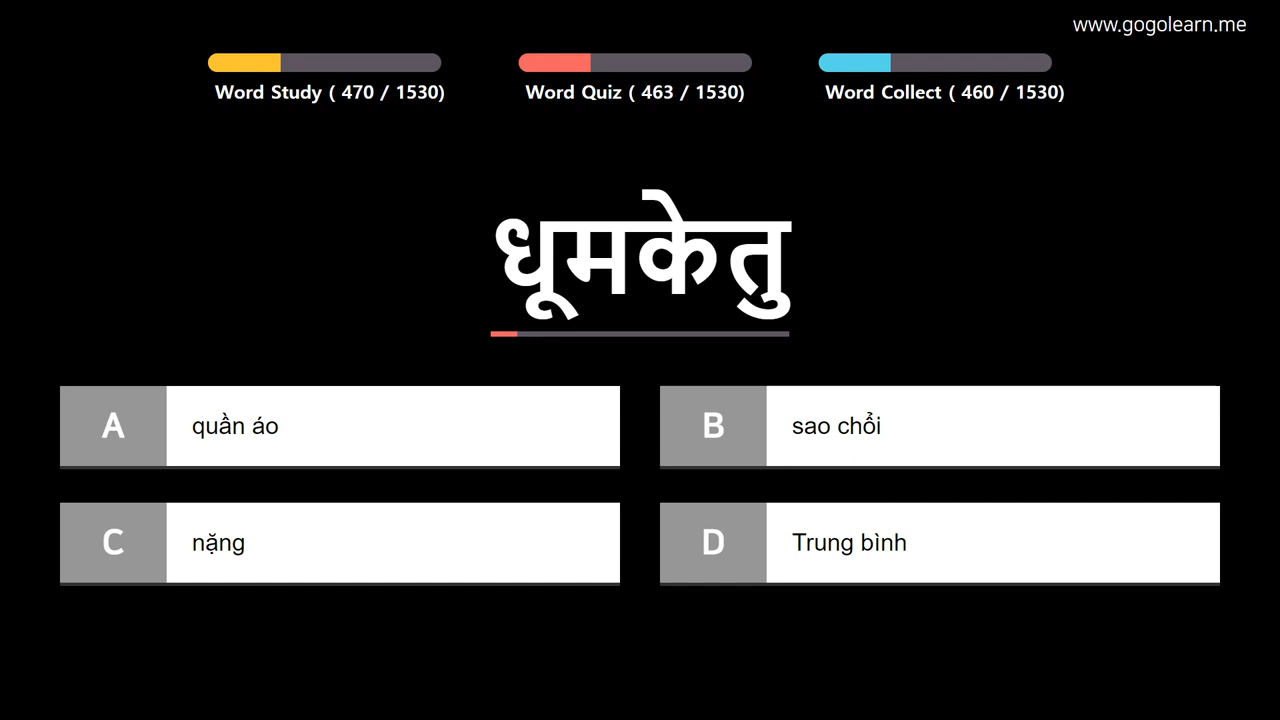 www.gogolearn.me
Word Study ( 470 / 1530)
Word Quiz ( 463 / 1530)
Word Collect ( 460 / 1530)
धूमकेतु
A quần áo
B sao chổi
C nặng
D Trung bình